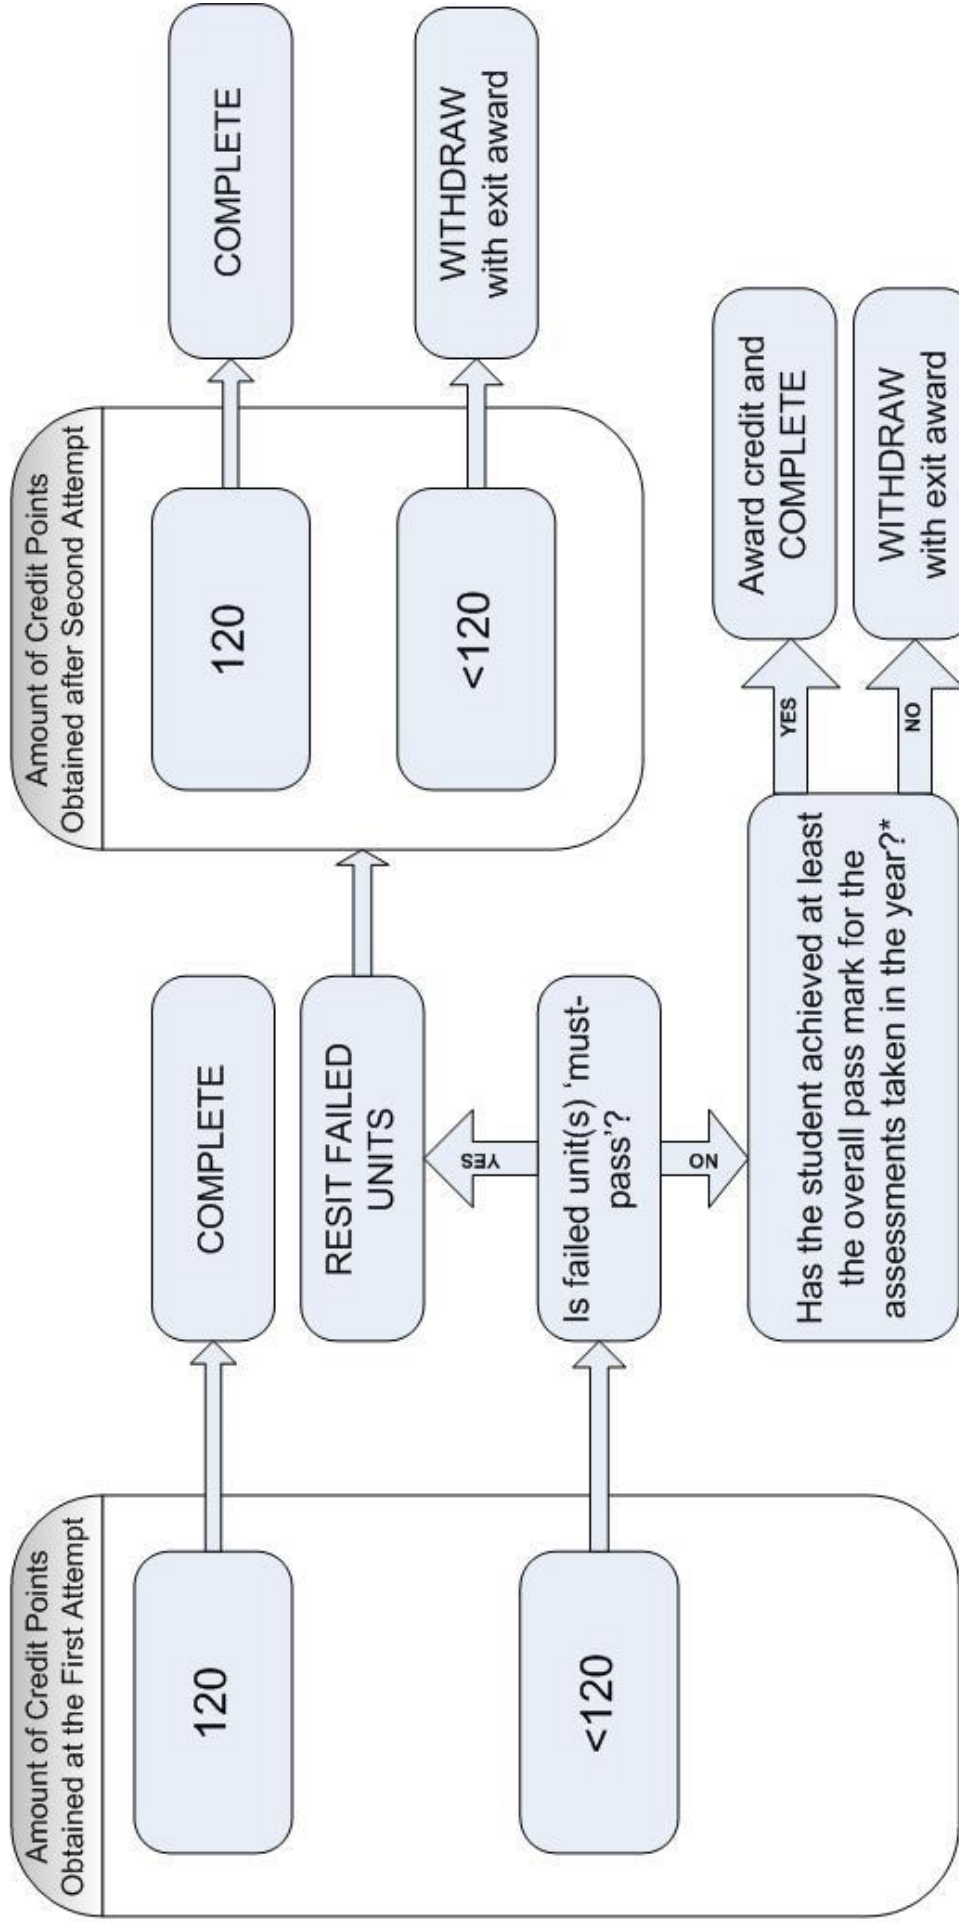 Amount of Credit Points
Obtained at the First Attempt
120
<120
COMPLETE
RESIT FAILED
UNITS
YES
Is failed unit(s) ‘must-
pass’?
NO
Has the student achieved at least
the overall pass mark for the
assessments taken in the year?*
Amount of Credit Points
Obtained after Second Attempt
120
<120
COMPLETE
WITHDRAW
with exit award
YES
Award credit and
COMPLETE
NO
WITHDRAW
with exit award